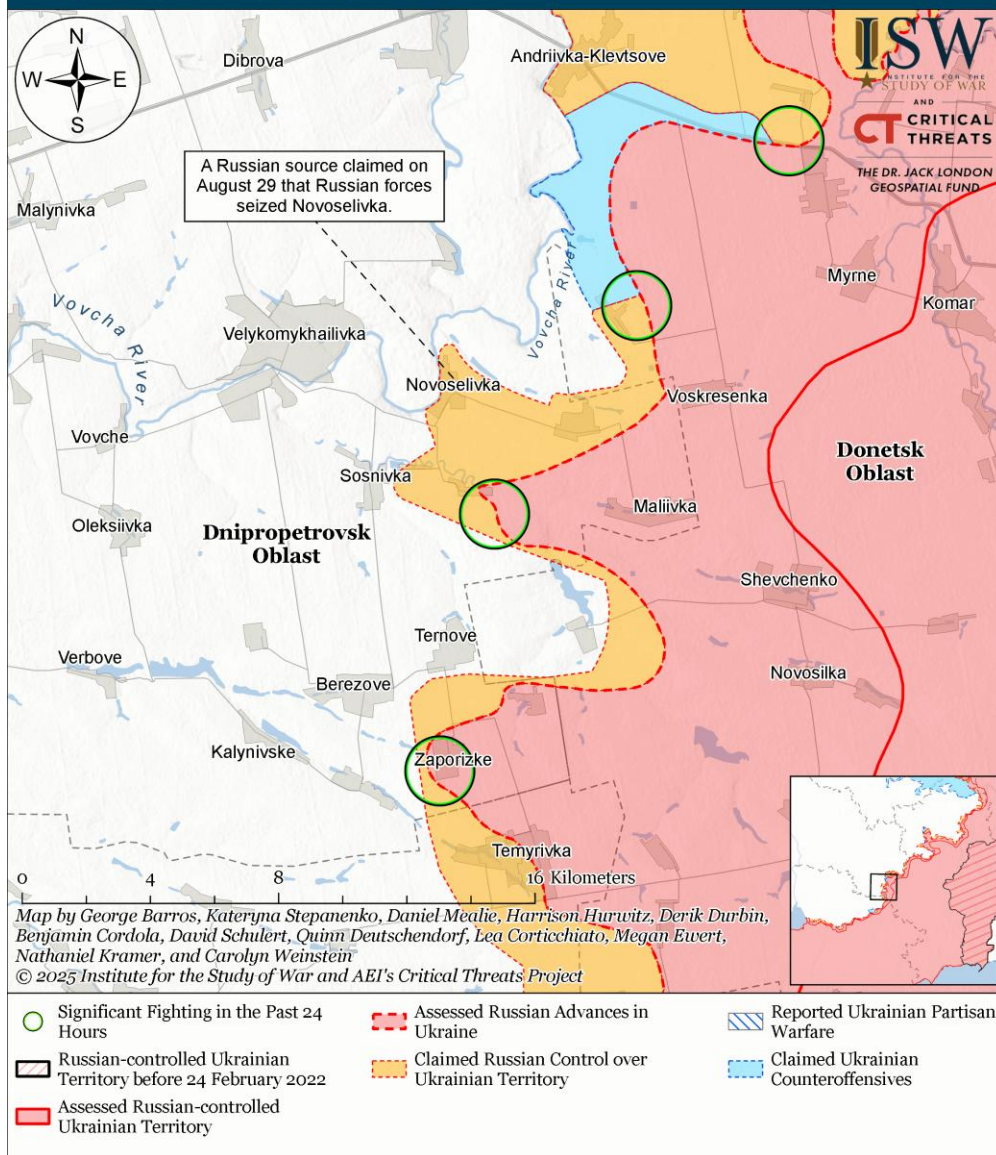 N
W E
S
Dibrova
Andriivka-Klevtsove
ISW
INSTITUTE FOR THE
STUDY OF WAR
AND
CT CRITICAL
THREATS
THE DR. JACK LONDON
GEOSPATIAL FUND
A Russian source claimed on
August 29 that Russian forces
seized Novoselivka.
Malynivka
Myrne
Komar
Vovcha River
Vovcha River
Velykomykhailivka
Novoselivka
Voskresenka
Vovche
Sosnivka
Donetsk
Oblast
Oleksiivka
Dnipropetrovsk
Oblast
Maliivka
Shevchenko
Ternove
Verbove
Berezove
Novosilka
Kalynivske
Zaporizke
Temyrivka
0 4 8 16 Kilometers
Map by George Barros, Kateryna Stepanenko, Daniel Mealie, Harrison Hurwitz, Derik Durbin,
Benjamin Cordola, David Schulert, Quinn Deutschendorf, Lea Corticchiato, Megan Ewert,
Nathaniel Kramer, and Carolyn Weinstein
© 2025 Institute for the Study of War and AEI's Critical Threats Project
Significant Fighting in the Past 24
Hours
Russian-controlled Ukrainian
Territory before 24 February 2022
Assessed Russian-controlled
Ukrainian Territory
Assessed Russian Advances in
Ukraine
Claimed Russian Control over
Ukrainian Territory
Reported Ukrainian Partisan
Warfare
Claimed Ukrainian
Counteroffensives